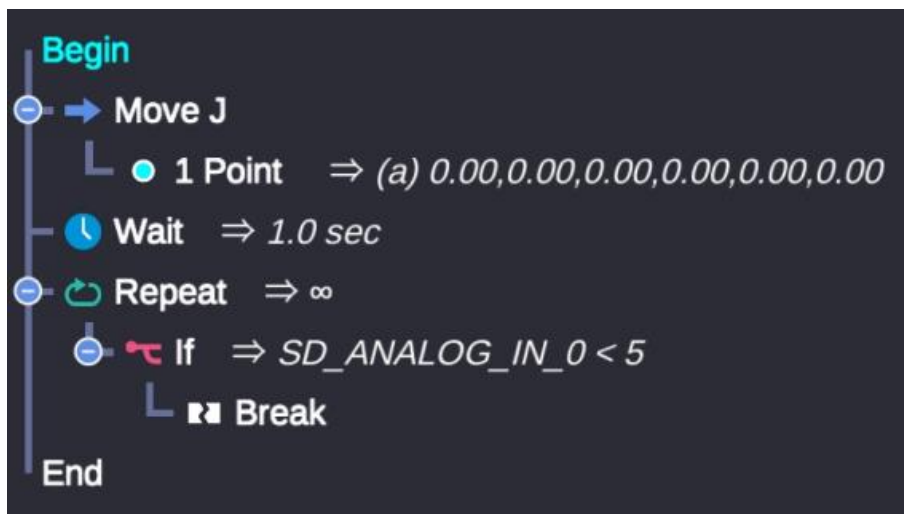 Begin
Move J
1 Point ⇒ (a) 0.00,0.00,0.00,0.00,0.00,0.00
Wait ⇒ 1.0 sec
Repeat ⇒ ∞
If ⇒ SD_ANALOG_IN_0 < 5
Break
End